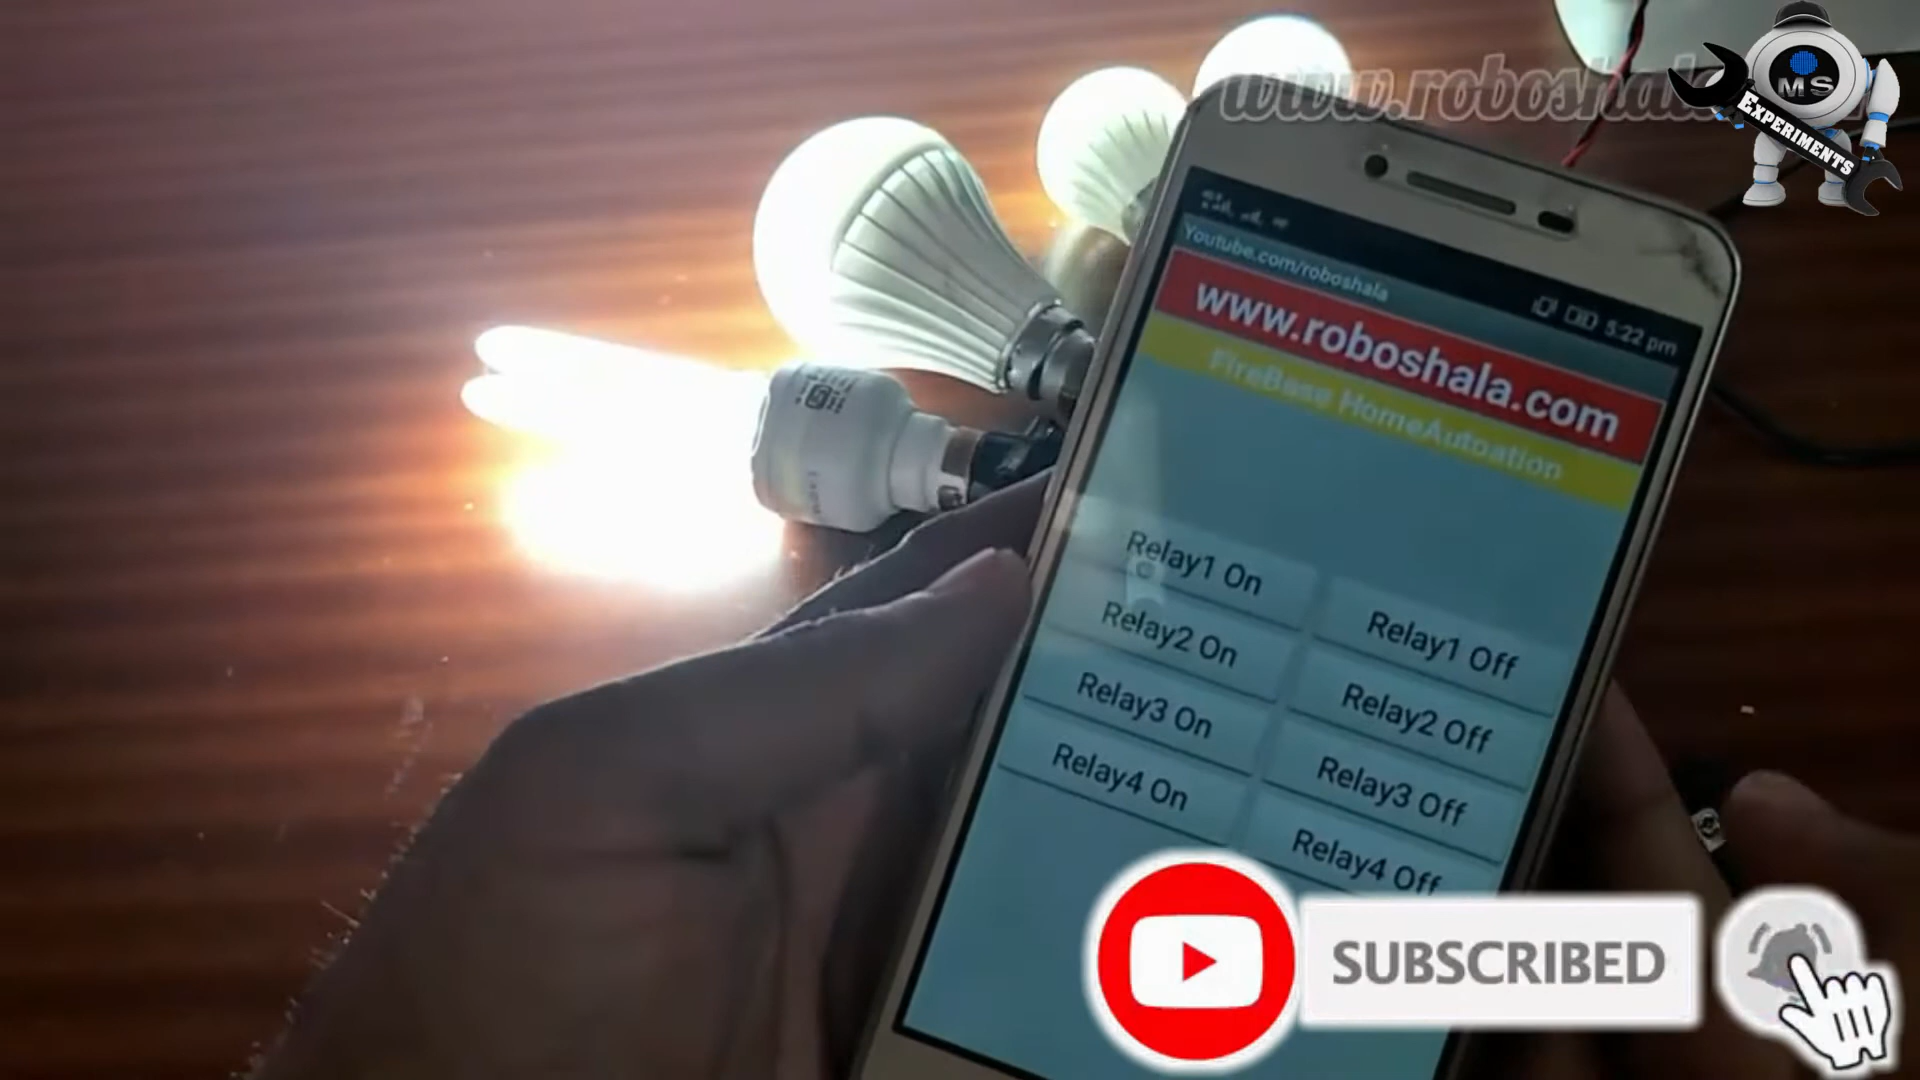 www.roboshala
MS
EXPERIMENTS
5:22 pm
Youtube.com/roboshala
www.roboshala.com
FireBase HomeAutoation
Relay1 On
Relay1 Off
Relay2 On
Relay2 Off
Relay3 On
Relay3 Off
Relay4 On
Relay4 Off
SUBSCRIBED